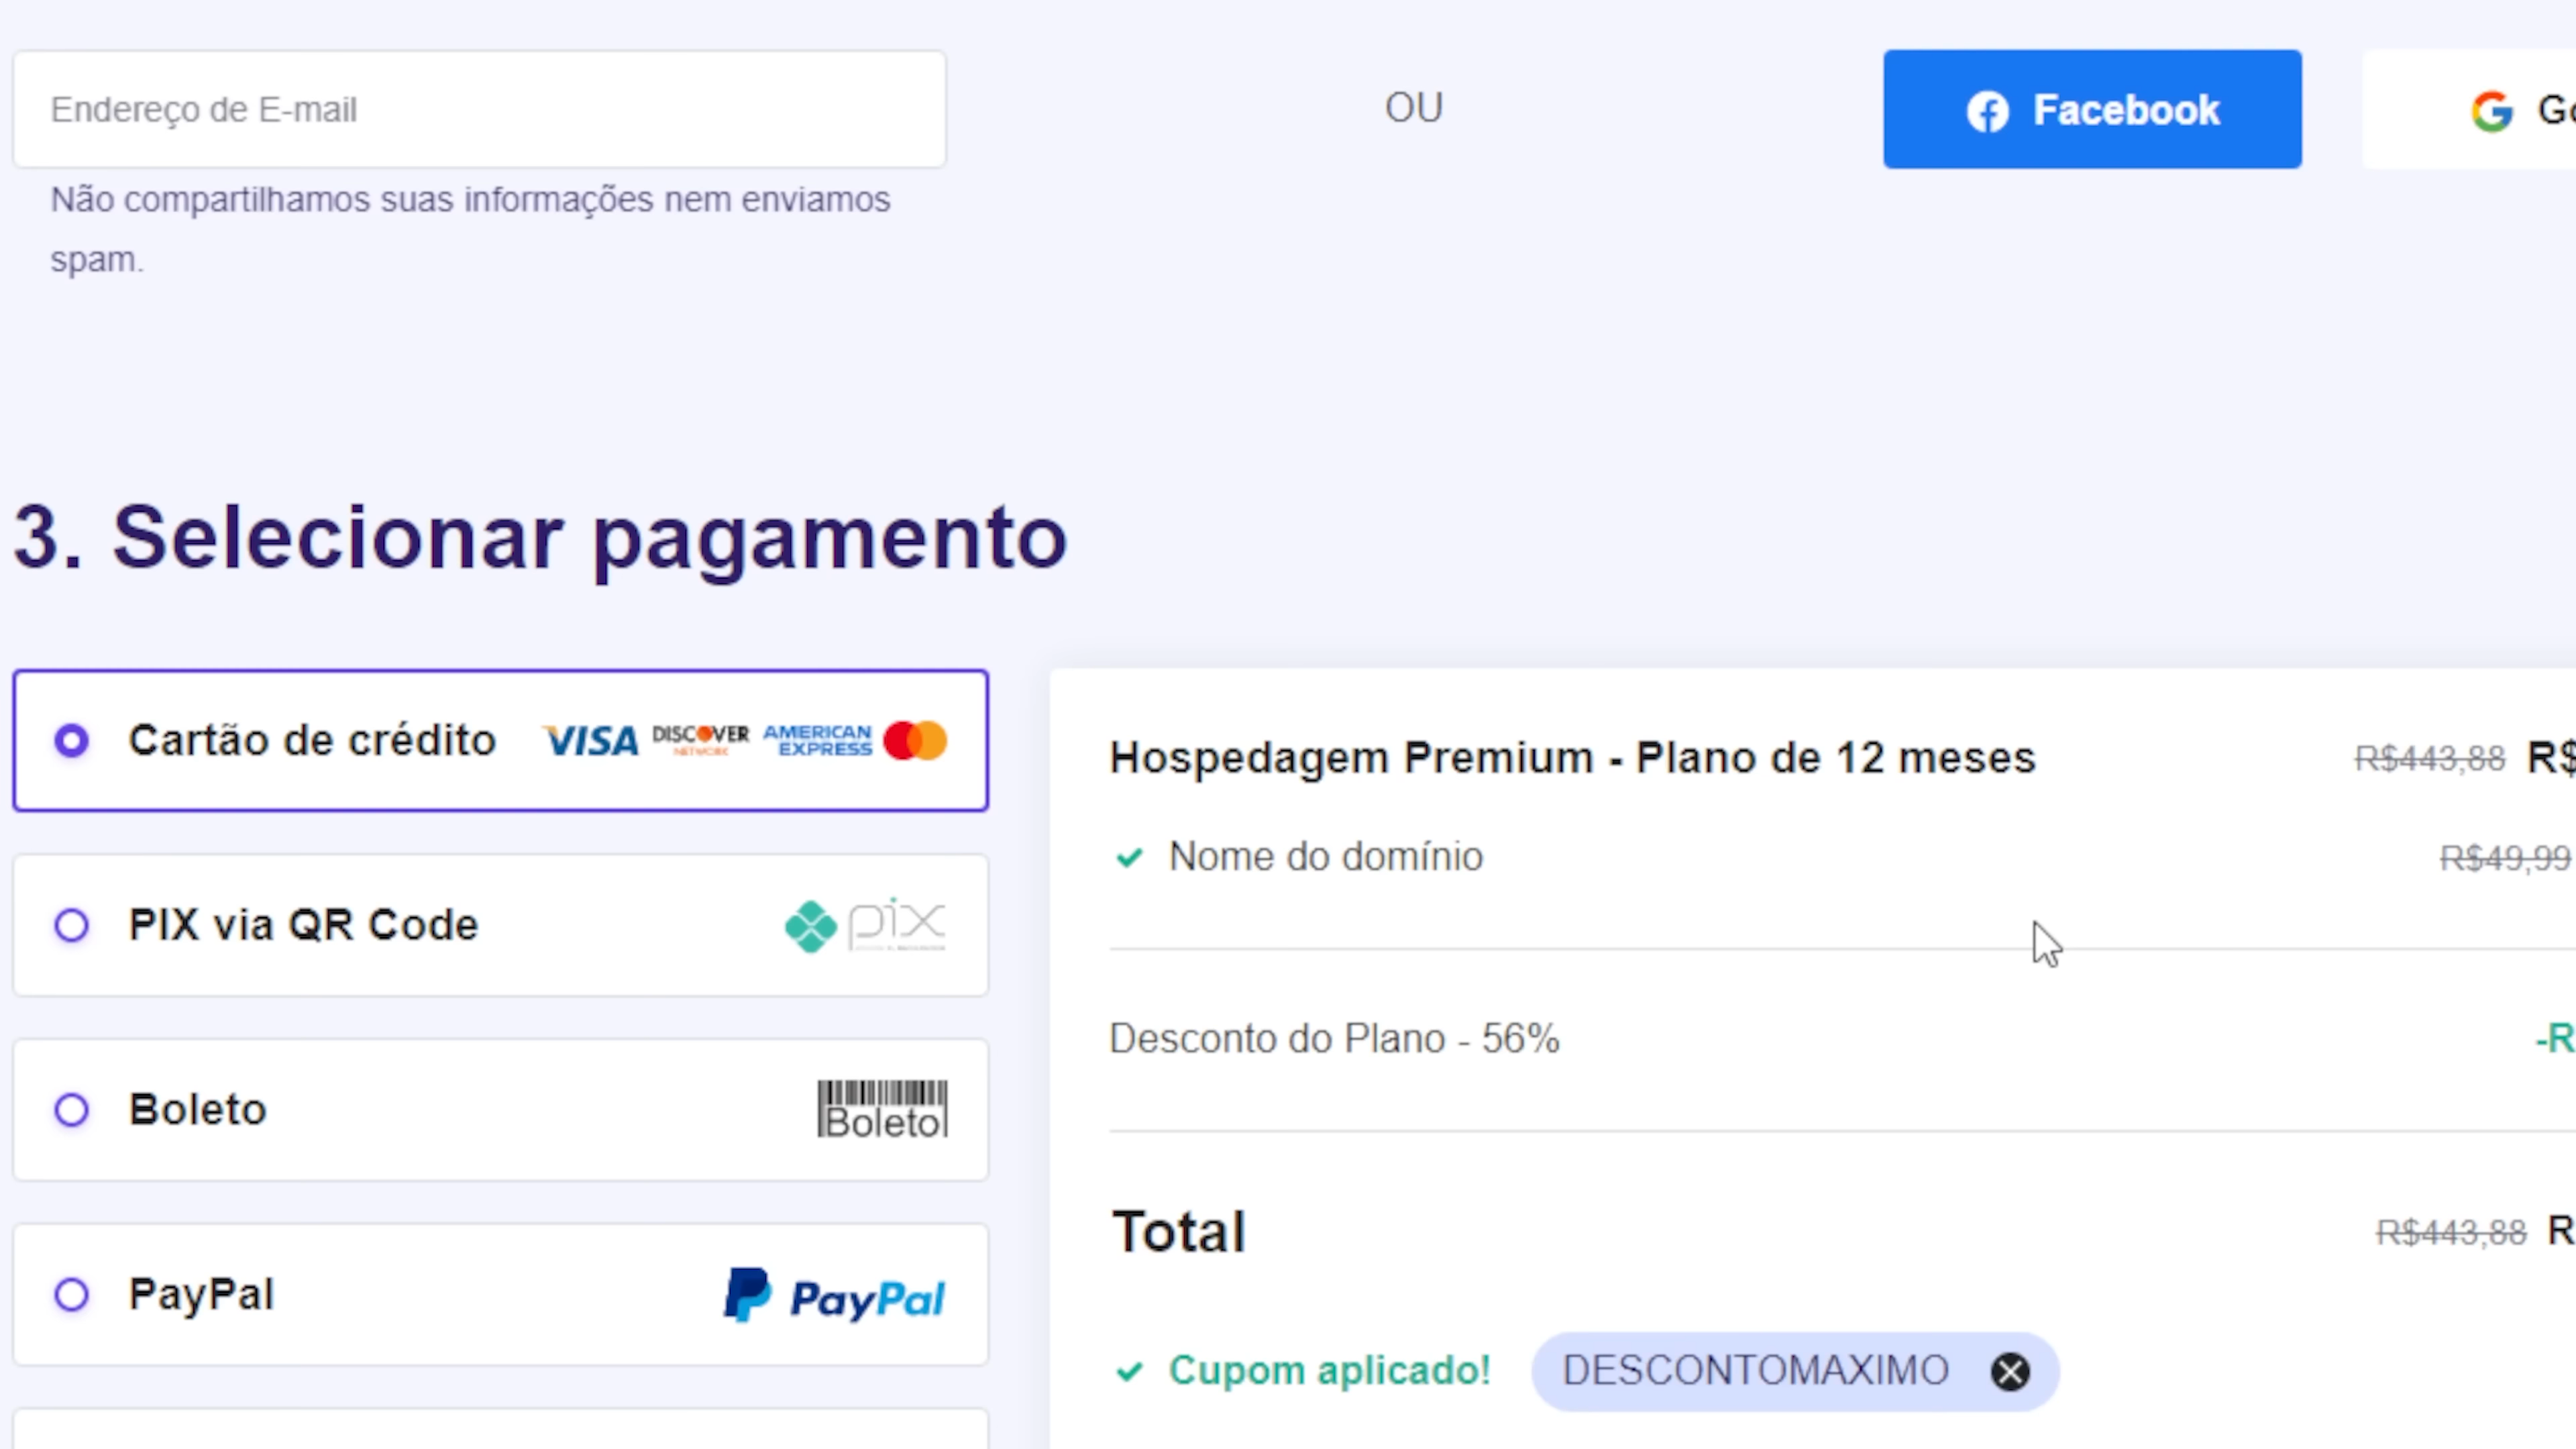 Endereço de E-mail
OU
Facebook
Não compartilhamos suas informações nem enviamos
spam.
3. Selecionar pagamento
Cartão de crédito
VISA
DISCOVER
NETWORK
AMERICAN
EXPRESS
PIX via QR Code
pix
Boleto
Boleto
PayPal
PayPal
Hospedagem Premium - Plano de 12 meses
R$443,88 R$
Nome do domínio
R$49,99
Desconto do Plano - 56%
-R
Total
R$443,88 R
Cupom aplicado!
DESCONTOMAXIMO